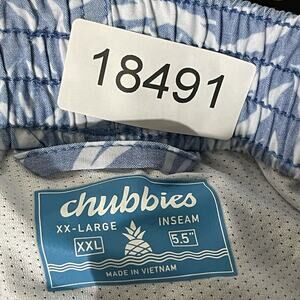 18491
chubbies
XX-LARGE INSEAM
XXL 5.5"
MADE IN VIETNAM